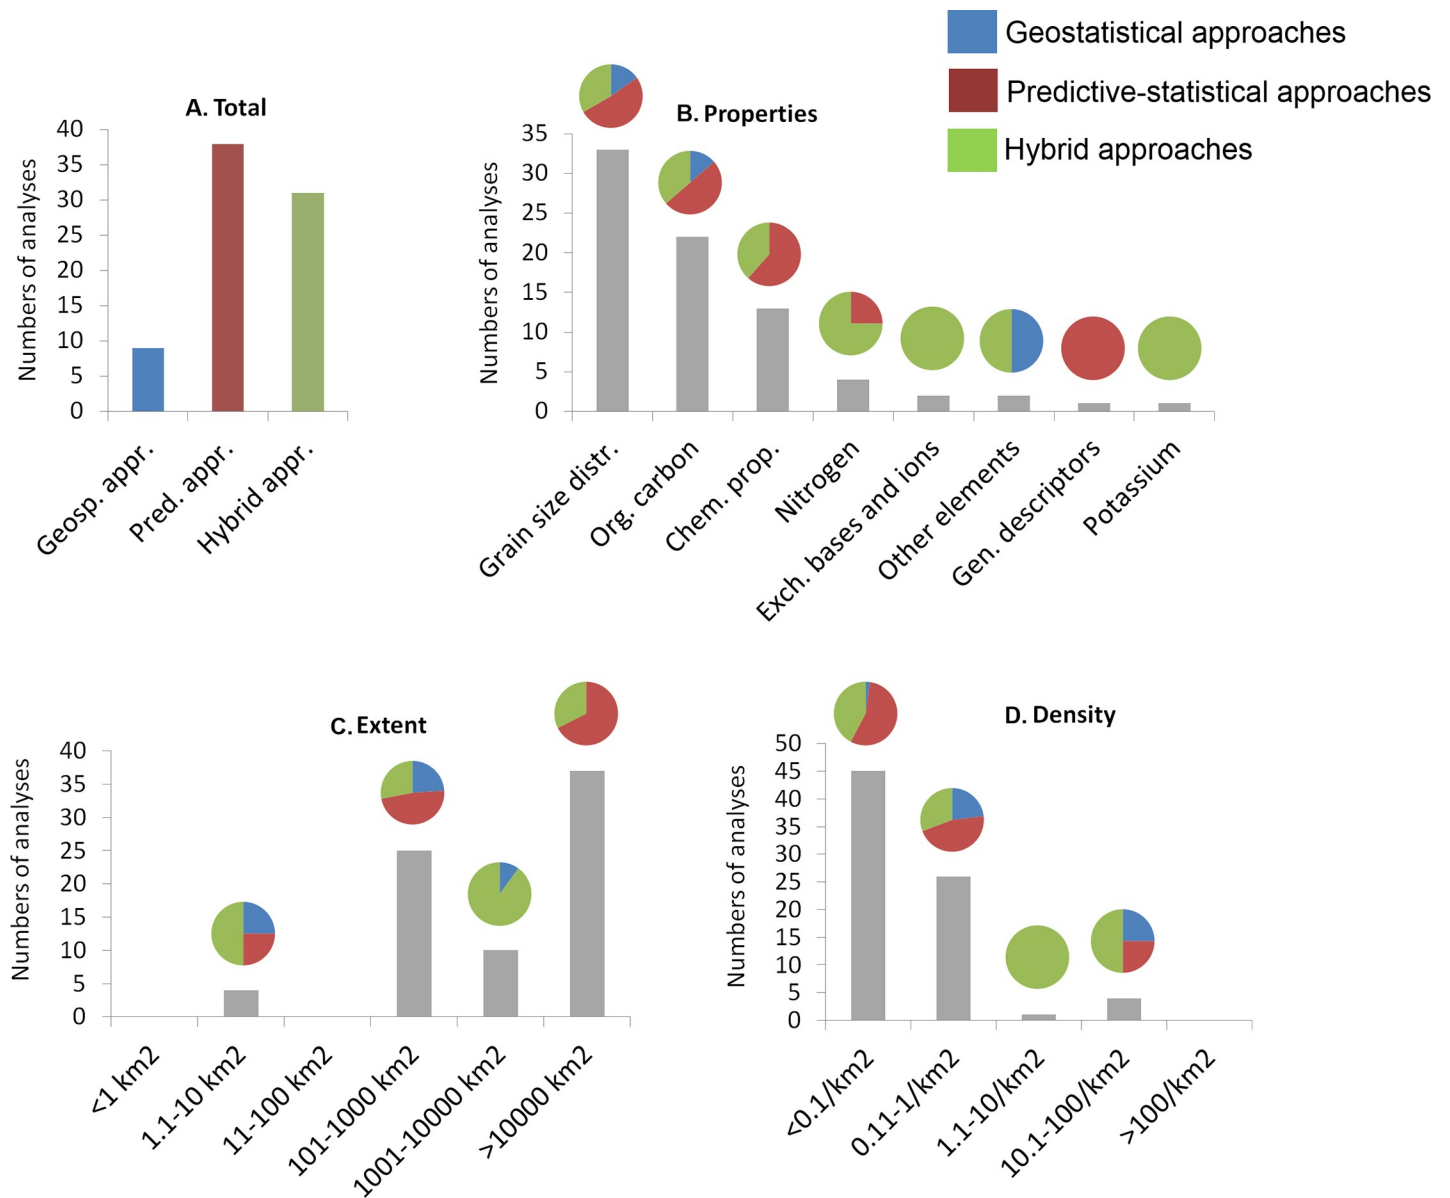 Geostatistical approaches
Predictive-statistical approaches
Hybrid approaches
A. Total
Numbers of analyses
40
35
30
25
20
15
10
5
0
Geosp. appr.
Pred. appr.
Hybrid appr.
B. Properties
Numbers of analyses
35
30
25
20
15
10
5
0
Grain size distr.
Org. carbon
Chem. prop.
Nitrogen
Exch. bases and ions
Other elements
Gen. descriptors
Potassium
C. Extent
Numbers of analyses
40
35
30
25
20
15
10
5
0
<1 km2
1.1-10 km2
11-100 km2
101-1000 km2
1001-10000 km2
>10000 km2
D. Density
Numbers of analyses
50
45
40
35
30
25
20
15
10
5
0
<0.1/km2
0.11-1/km2
1.1-10/km2
10.1-100/km2
>100/km2